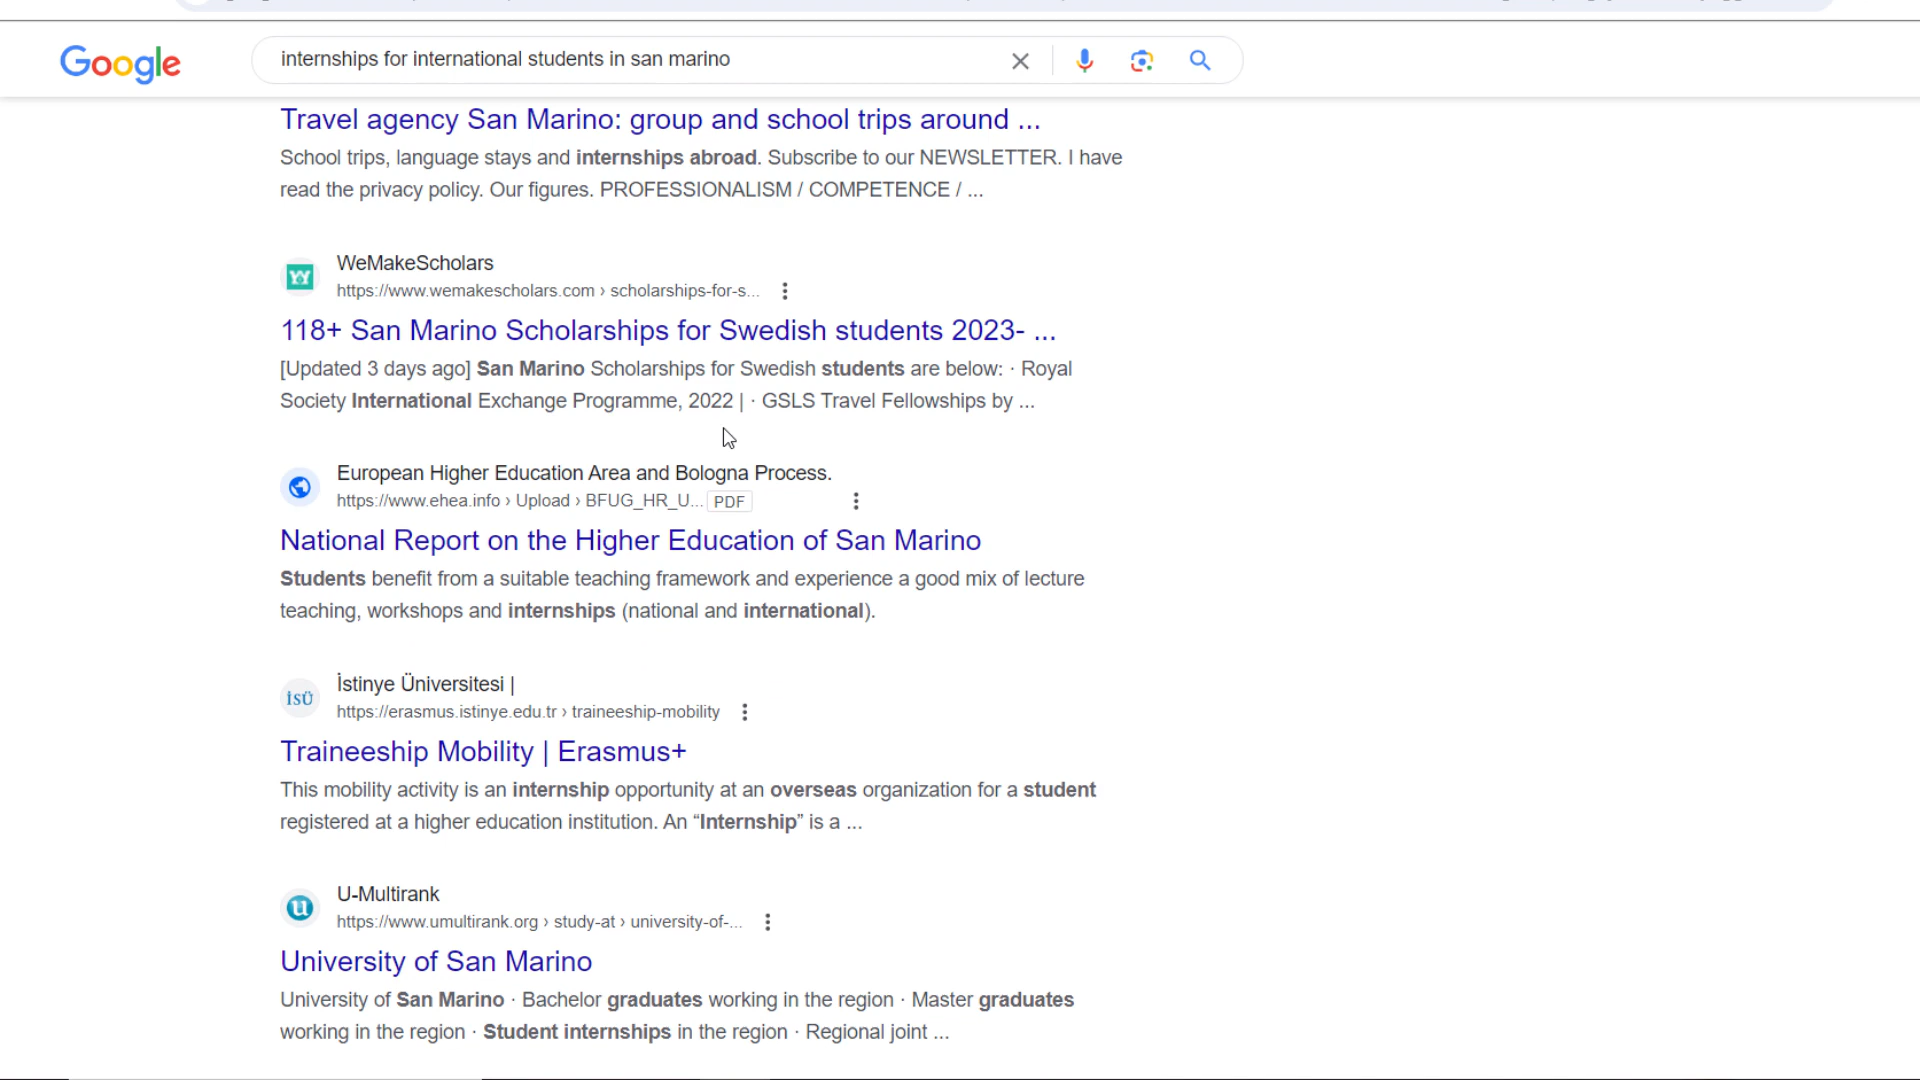 Google
internships for international students in san marino
Travel agency San Marino: group and school trips around ...
School trips, language stays and internships abroad. Subscribe to our NEWSLETTER. I have
read the privacy policy. Our figures. PROFESSIONALISM / COMPETENCE / ...
WeMakeScholars
https://www.wemakescholars.com › scholarships-for-s...
118+ San Marino Scholarships for Swedish students 2023- ...
[Updated 3 days ago] San Marino Scholarships for Swedish students are below: · Royal
Society International Exchange Programme, 2022 | · GSLS Travel Fellowships by ...
European Higher Education Area and Bologna Process.
https://www.ehea.info › Upload › BFUG_HR_U... PDF
National Report on the Higher Education of San Marino
Students benefit from a suitable teaching framework and experience a good mix of lecture
teaching, workshops and internships (national and international).
İSÜ
İstinye Üniversitesi |
https://erasmus.istinye.edu.tr › traineeship-mobility
Traineeship Mobility | Erasmus+
This mobility activity is an internship opportunity at an overseas organization for a student
registered at a higher education institution. An “Internship” is a ...
U-Multirank
https://www.umultirank.org › study-at › university-of-...
University of San Marino
University of San Marino · Bachelor graduates working in the region · Master graduates
working in the region · Student internships in the region · Regional joint ...